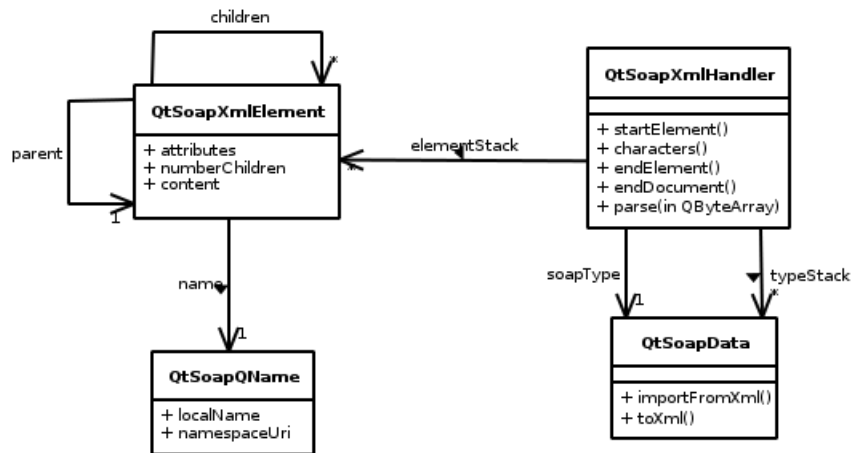 children
*
QtSoapXmlElement
+ attributes
+ numberChildren
+ content
parent
1
elementStack
*
QtSoapXmlHandler
+ startElement()
+ characters()
+ endElement()
+ endDocument()
+ parse(in QByteArray)
name
1
soapType
1
typeStack
*
QtSoapQName
+ localName
+ namespaceUri
QtSoapData
+ importFromXml()
+ toXml()